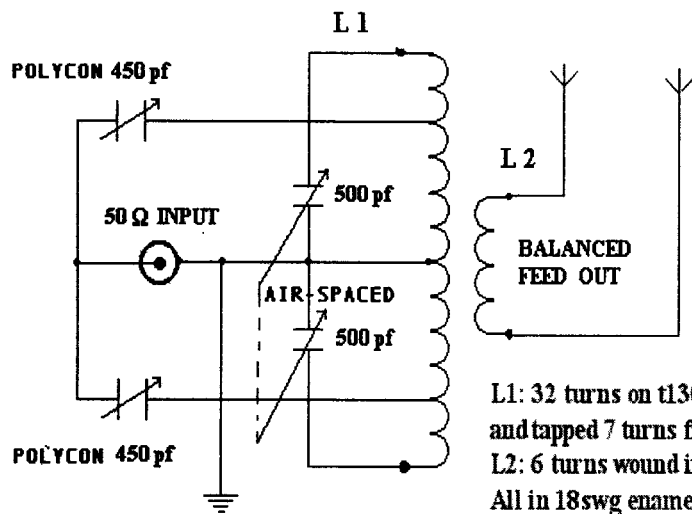 L 1
POLYCON 450 pf
L 2
500 pf
50 Ω INPUT
BALANCED
FEED OUT
AIR-SPACED
500 pf
L1: 32 turns on t13
and tapped 7 turns
POLYCON 450 pf
L2: 6 turns wound
All in 18swg